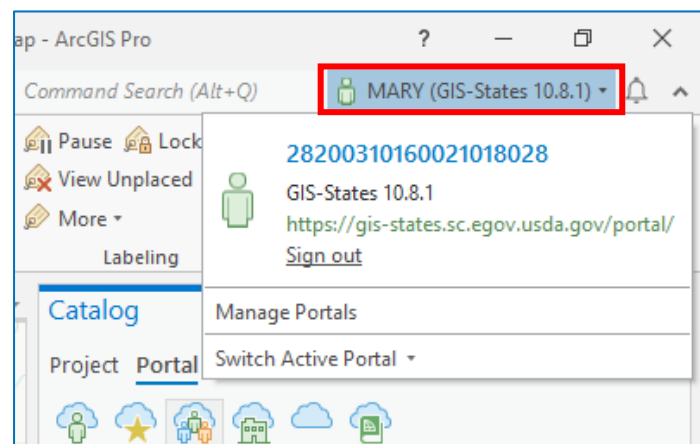 ap - ArcGIS Pro ?
Command Search (Alt+Q) MARY (GIS-States 10.8.1)
Pause Lock
View Unplaced
More
Labeling
28200310160021018028
GIS-States 10.8.1
https://gis-states.sc.egov.usda.gov/portal/
Sign out
Manage Portals
Switch Active Portal
Catalog
Project Portal